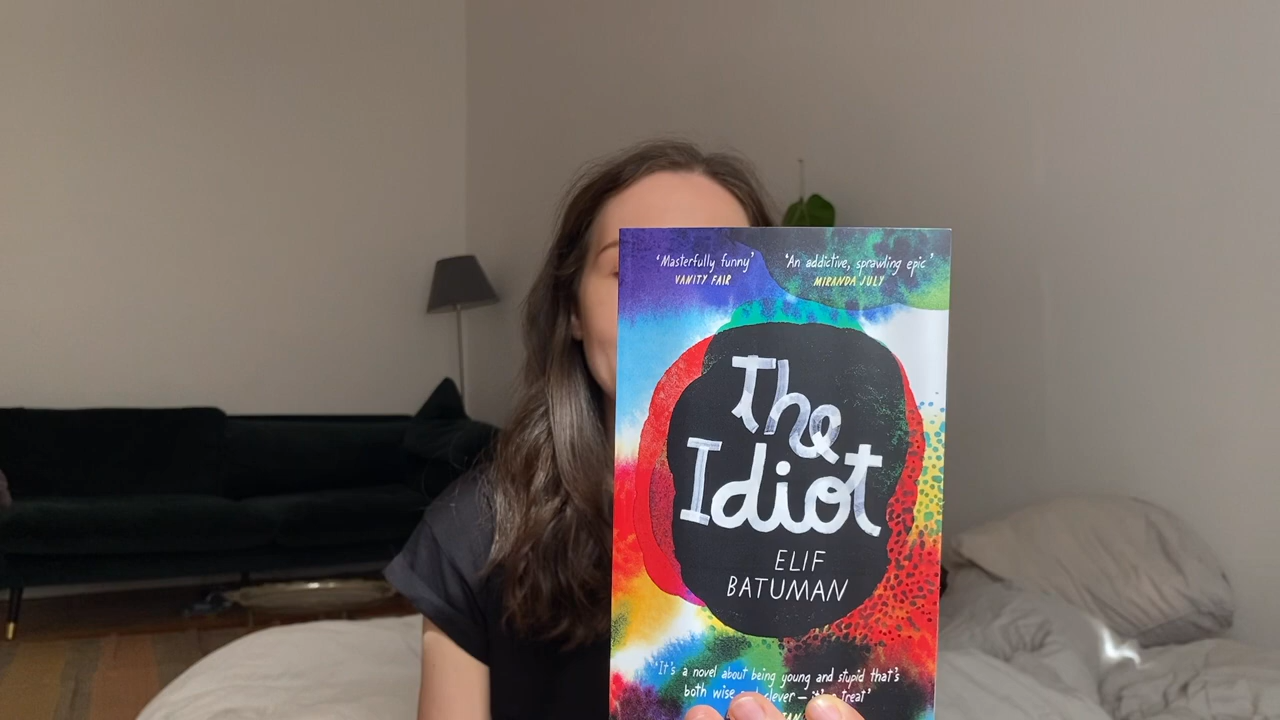 'Masterfully funny'
VANITY FAIR
'An addictive, sprawling epic'
MIRANDA JULY
The
Idiot
ELIF
BATUMAN
'It's a novel about being young and stupid that's
both wise clever – it's treat'